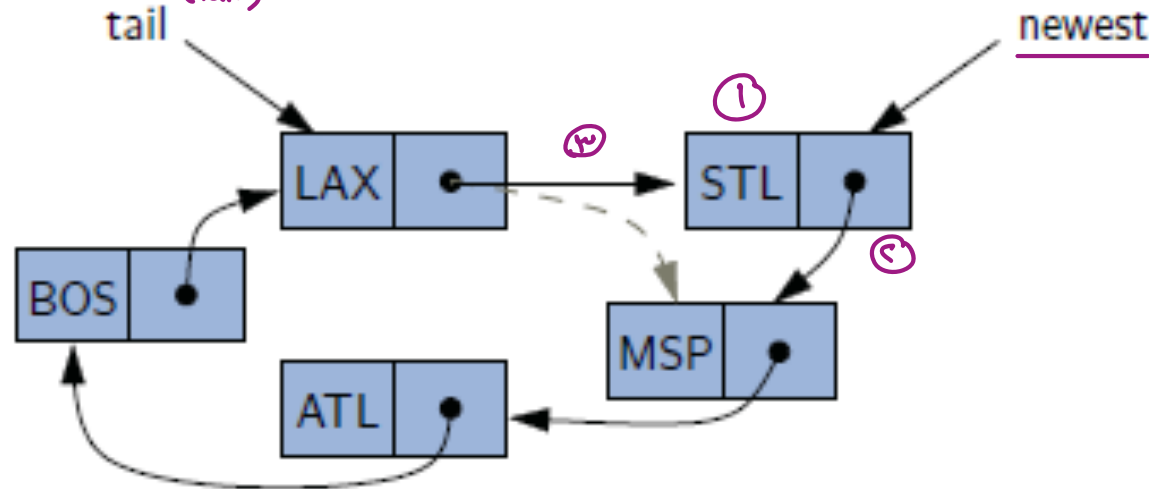 tail
newest
١
٣
LAX
STL
٢
BOS
MSP
ATL